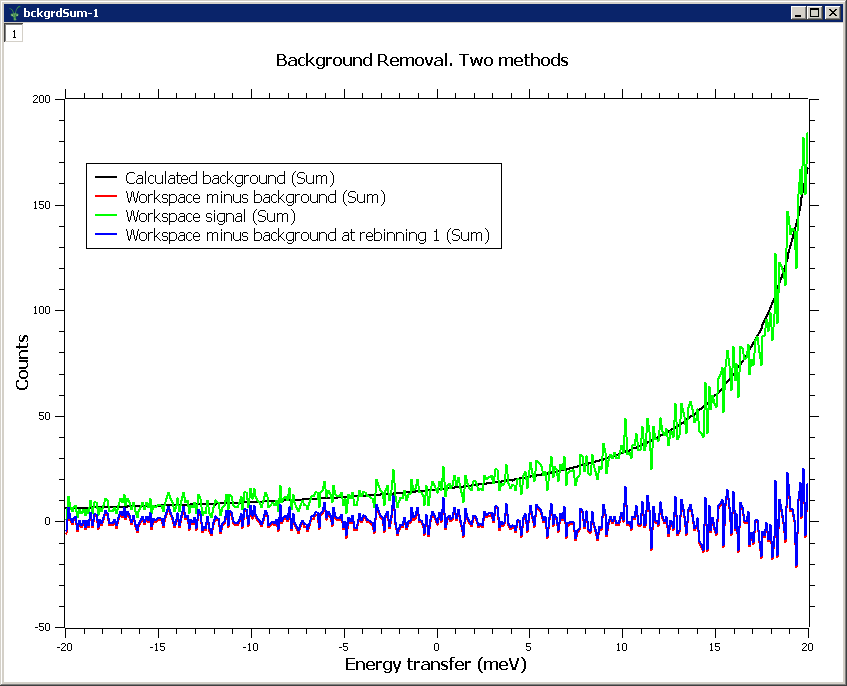 bckgrdSum-1
1
Background Removal. Two methods
200
150
100
50
0
-50
Counts
Calculated background (Sum)
Workspace minus background (Sum)
Workspace signal (Sum)
Workspace minus background at rebinning 1 (Sum)
-20 -15 -10 -5 0 5 10 15 20
Energy transfer (meV)